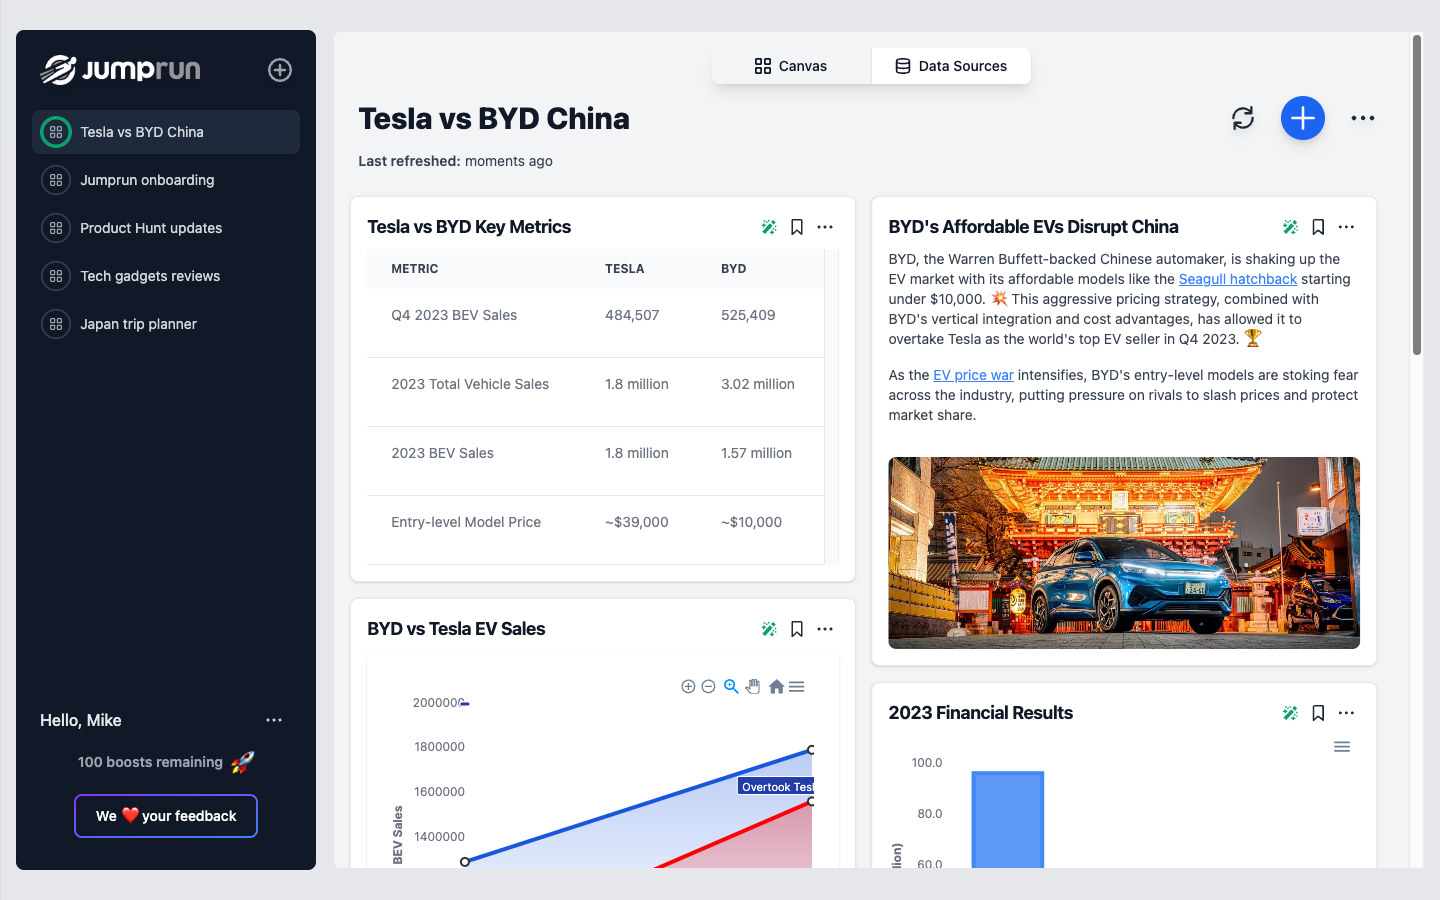 Jumprun
Tesla vs BYD China
Jumprun onboarding
Product Hunt updates
Tech gadgets reviews
Japan trip planner
Hello, Mike
100 boosts remaining 🚀
We ❤️ your feedback
Canvas
Data Sources
Tesla vs BYD China
Last refreshed: moments ago
Tesla vs BYD Key Metrics
METRIC TESLA BYD
Q4 2023 BEV Sales 484,507 525,409
2023 Total Vehicle Sales 1.8 million 3.02 million
2023 BEV Sales 1.8 million 1.57 million
Entry-level Model Price ~$39,000 ~$10,000
BYD vs Tesla EV Sales
2000000
1800000
1600000
1400000
BEV Sales
Overtook Tesl
BYD's Affordable EVs Disrupt China
BYD, the Warren Buffett-backed Chinese automaker, is shaking up the
EV market with its affordable models like the Seagull hatchback starting
under $10,000. 💥 This aggressive pricing strategy, combined with
BYD's vertical integration and cost advantages, has allowed it to
overtake Tesla as the world's top EV seller in Q4 2023. 🏆
As the EV price war intensifies, BYD's entry-level models are stoking fear
across the industry, putting pressure on rivals to slash prices and protect
market share.
2023 Financial Results
100.0
80.0
60.0
lion)